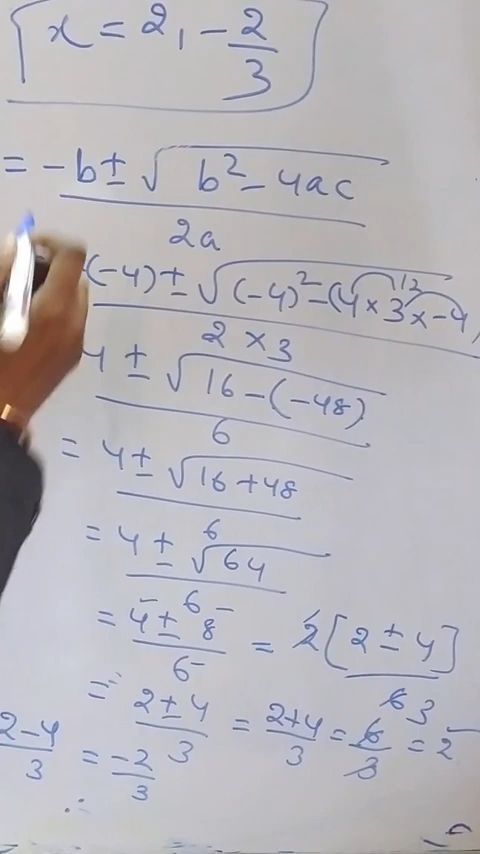 x = 2, -2/3
= -b ± √(b² - 4ac) / 2a
(-4) ± √((-4)² - (4 × 3 × -4) / 2 × 3
12
4 ± √(16 - (-48)) / 6
= 4 ± √(16 + 48) / 6
= 4 ± √64 / 6
= 4 ± 8 / 6 = 2[2 ± 4] / 6 3
= 2 ± 4 / 3 = 2+4 / 3 = 6/3 = 2
2-4 / 3 = -2/3
∴